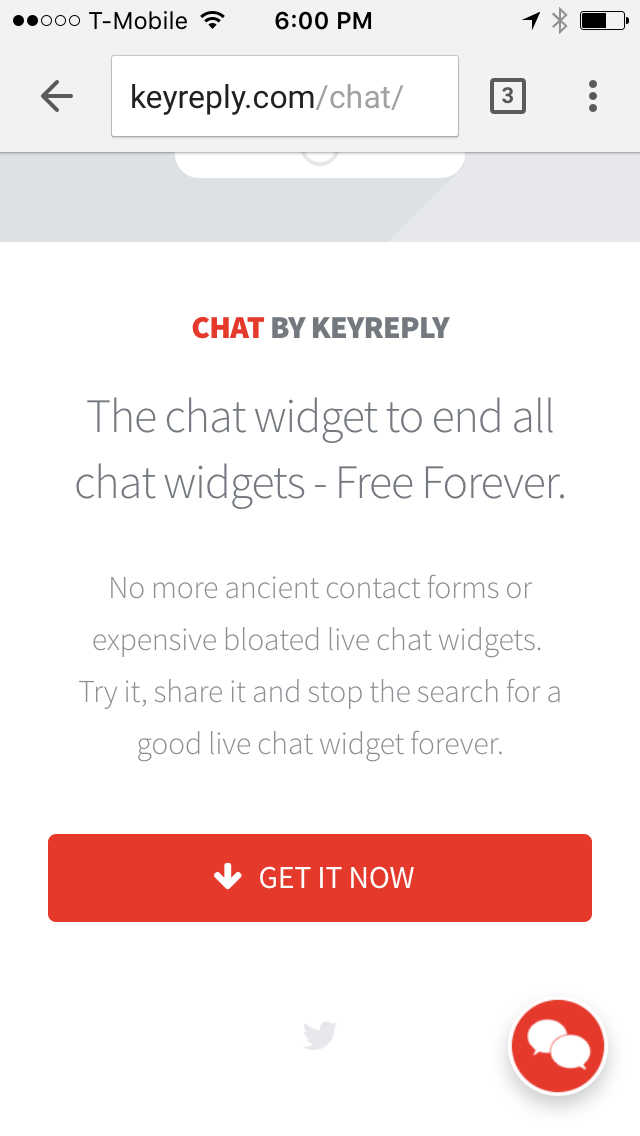 T-Mobile 6:00 PM
keyreply.com/chat/ 3
CHAT BY KEYREPLY
The chat widget to end all
chat widgets - Free Forever.
No more ancient contact forms or
expensive bloated live chat widgets.
Try it, share it and stop the search for a
good live chat widget forever.
GET IT NOW